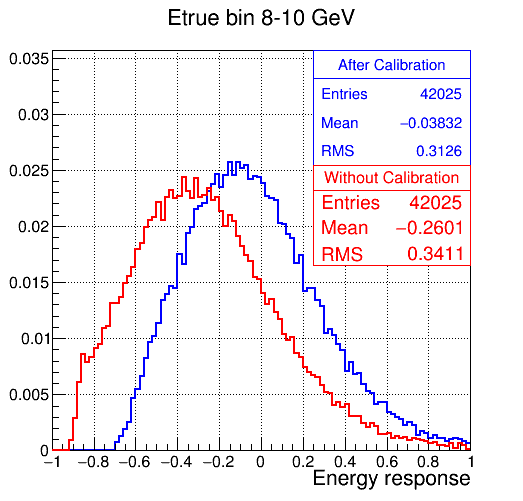 Etrue bin 8-10 GeV
After Calibration
Entries 42025
Mean −0.03832
RMS 0.3126
Without Calibration
Entries 42025
Mean −0.2601
RMS 0.3411
0.035
0.03
0.025
0.02
0.015
0.01
0.005
0
−1 −0.8 −0.6 −0.4 −0.2 0 0.2 0.4 0.6 0.8 1
Energy response